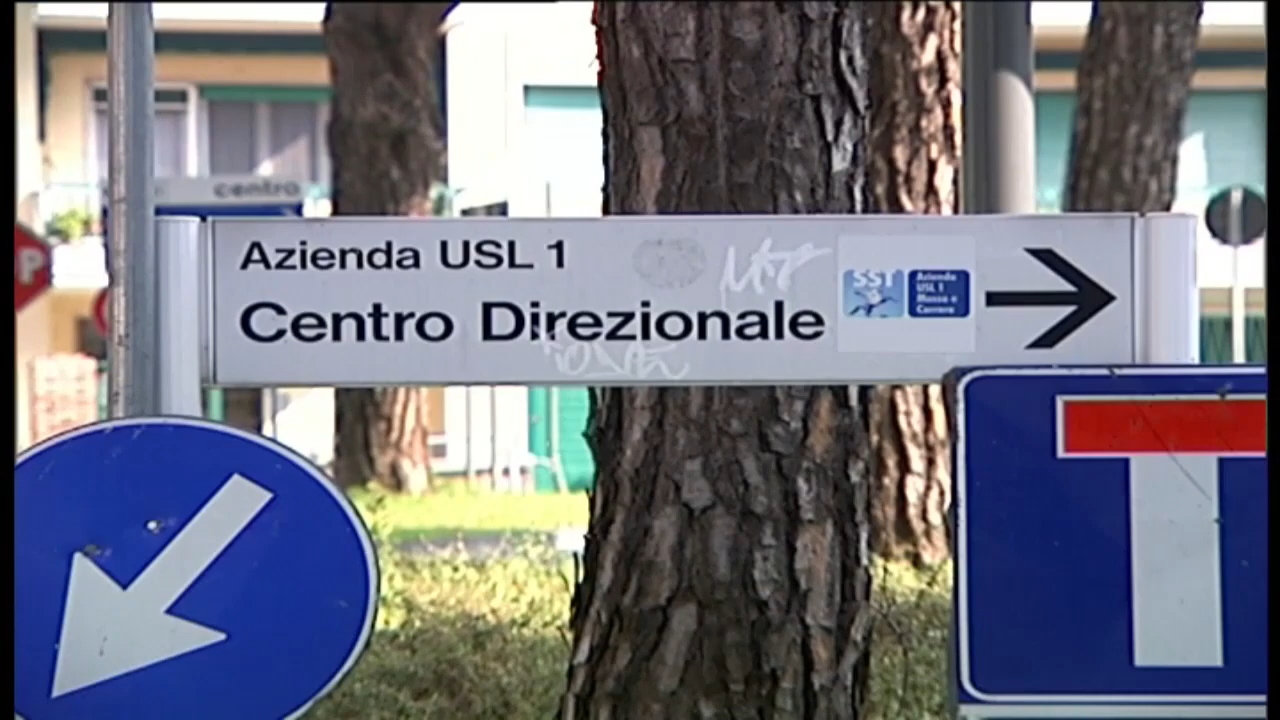 centro
P
Azienda USL 1
Centro Direzionale
SST
Azienda
USL 1
Massa e
Carrara